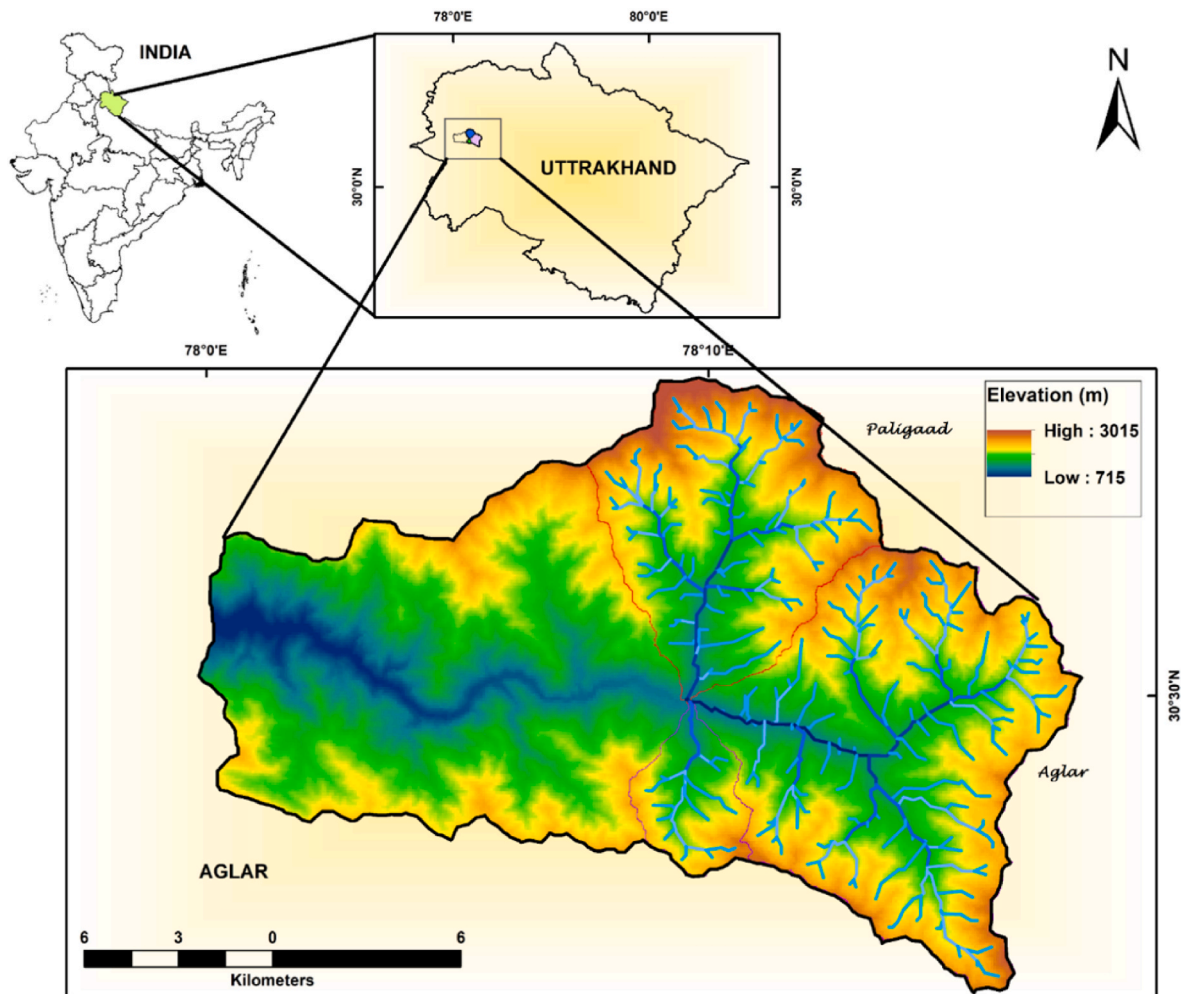 78°0'E 80°0'E
INDIA
N
UTTRAKHAND
30°0'N 30°0'N
78°0'E 78°10'E
Elevation (m)
High : 3015
Low : 715
Paligaad
30°30'N
Aglar
AGLAR
6 3 0 6
Kilometers